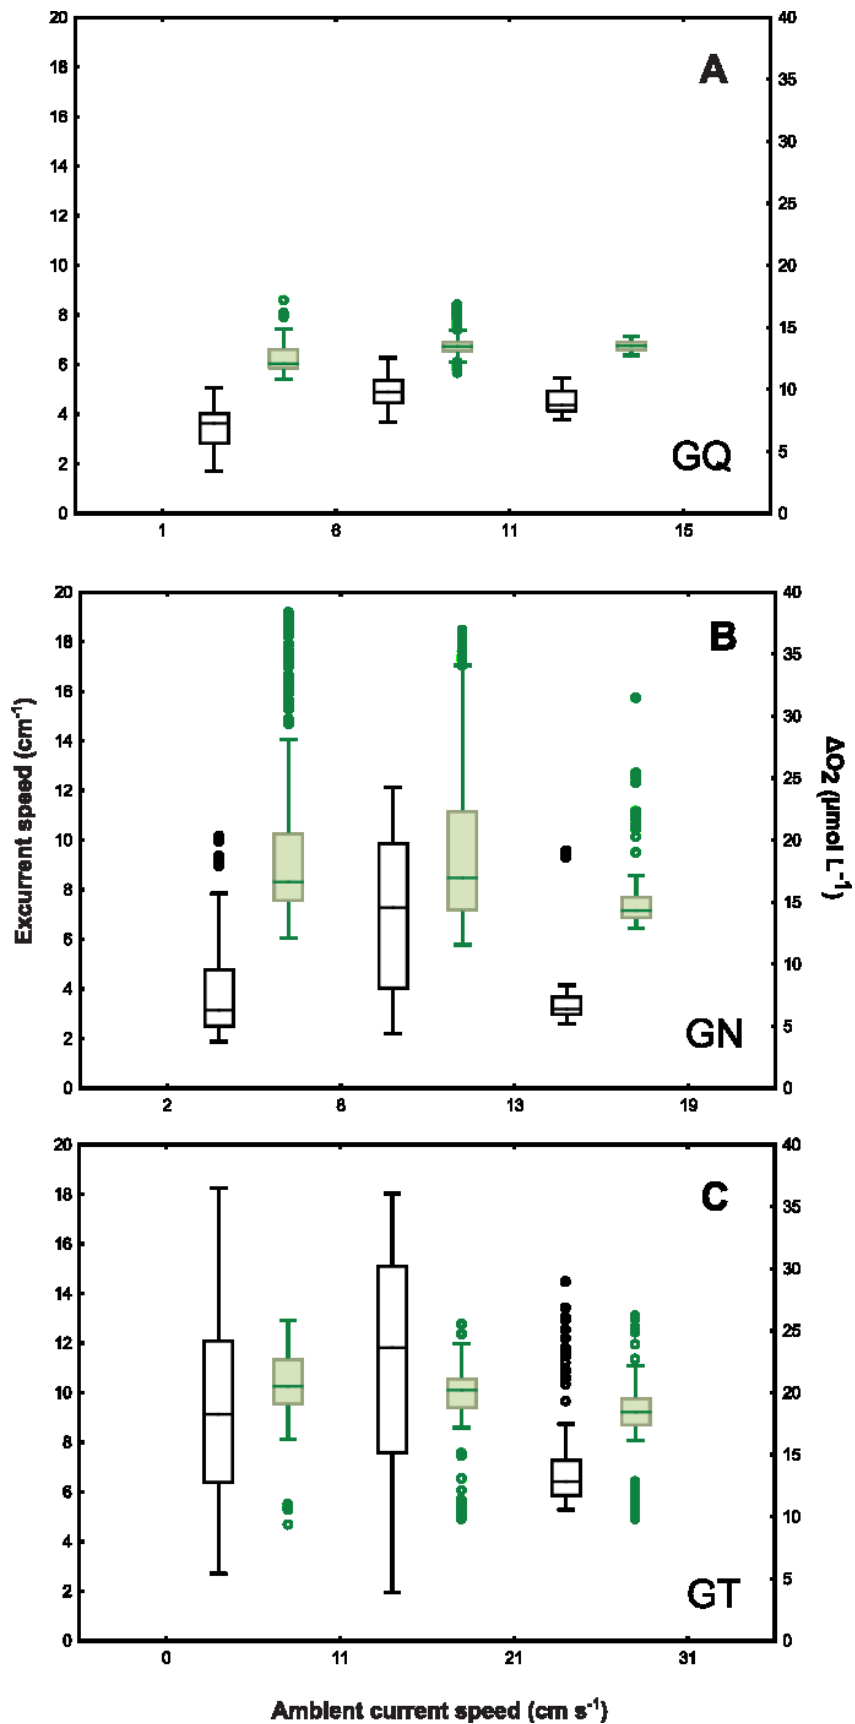 20 40
18 A 35
16
14 30
12 25
10 20
8 15
6
4 10
2 GQ 5
0 0
1 6 11 15
20 40
18 B 35
16 30
14
12 25
10 20
8 15
6
4 10
2 GN 5
0 0
2 8 13 19
Excurrent speed (cm⁻¹)
ΔO₂ (μmol L⁻¹)
20 40
18 C 35
16
14 30
12 25
10 20
8 15
6
4 10
2 GT 5
0 0
0 11 21 31
Ambient current speed (cm s⁻¹)